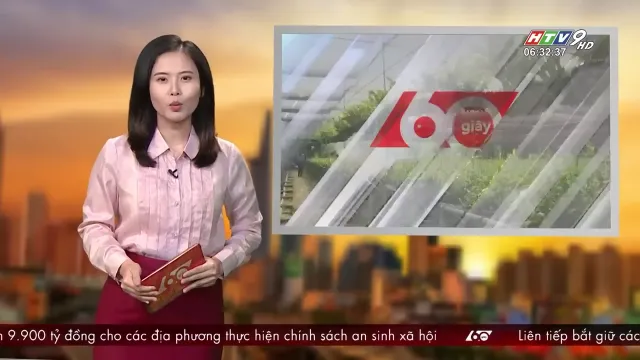 HTV9 HD
06:32:37
60 giây
60
9.900 tỷ đồng cho các địa phương thực hiện chính sách an sinh xã hội 60 Liên tiếp bắt giữ